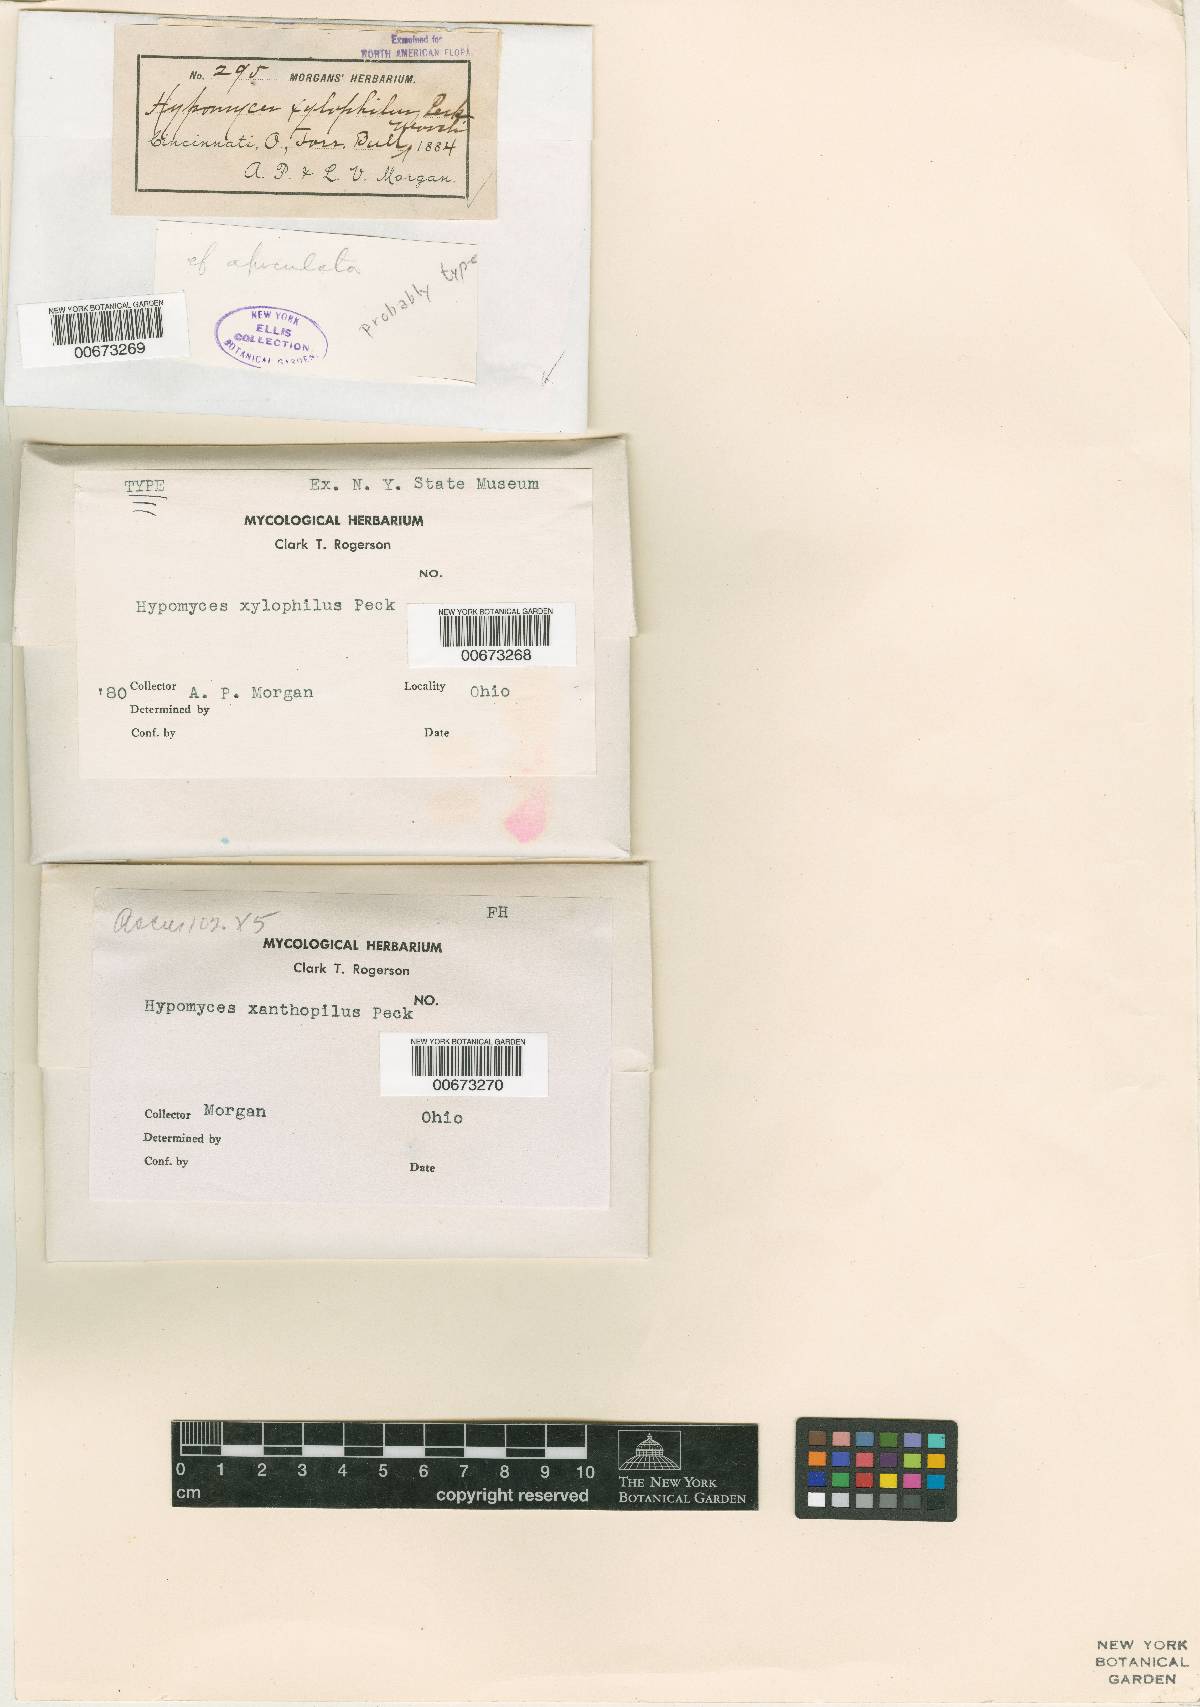 Examined for
NORTH AMERICAN FLORA
No. 295 MORGANS' HERBARIUM.
Hypomyces xylophilus, Peck
Cincinnati, O., Torr. Bull, 1884
A. P. & L. V. Morgan.
cf apiculata
probably type
NEW YORK
ELLIS
COLLECTION
BOTANICAL GARDEN.
NEW YORK BOTANICAL GARDEN
00673269
TYPE Ex. N. Y. State Museum
MYCOLOGICAL HERBARIUM
Clark T. Rogerson
NO.
Hypomyces xylophilus Peck
NEW YORK BOTANICAL GARDEN
00673268
'80 Collector A. P. Morgan Locality Ohio
Determined by
Conf. by Date
FH
MYCOLOGICAL HERBARIUM
Clark T. Rogerson
Hypomyces xanthopilus Peck NO.
NEW YORK BOTANICAL GARDEN
00673270
Collector Morgan Ohio
Determined by
Conf. by Date
0 1 2 3 4 5 6 7 8 9 10
cm copyright reserved
THE NEW YORK
BOTANICAL GARDEN
NEW YORK
BOTANICAL
GARDEN